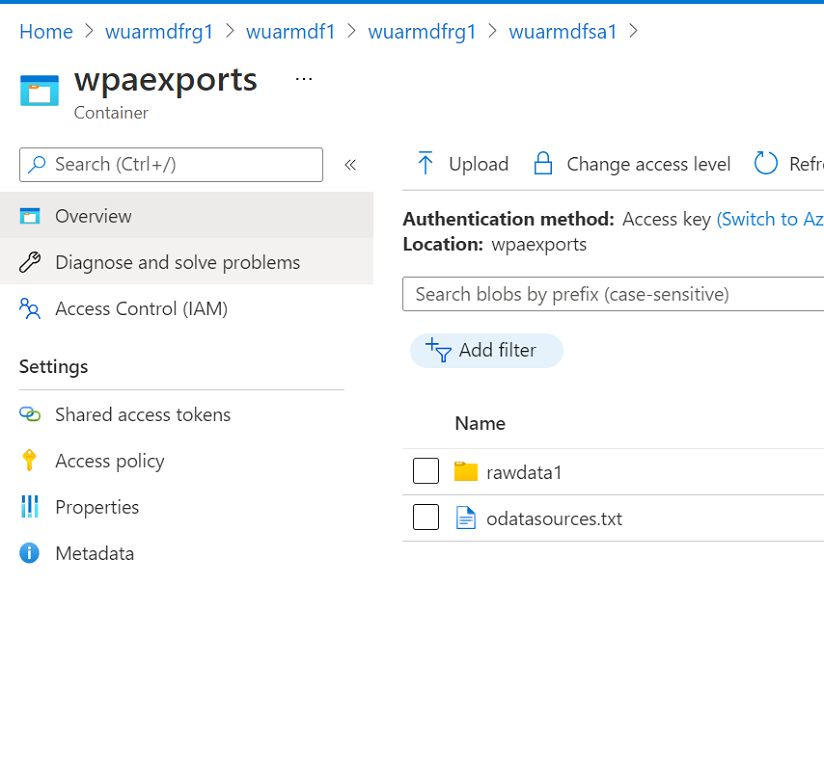 Home > wuarmdfrg1 > wuarmdf1 > wuarmdfrg1 > wuarmdfsa1 >
wpaexports ...
Container
Search (Ctrl+/) «
Overview
Diagnose and solve problems
Access Control (IAM)
Settings
Shared access tokens
Access policy
Properties
Metadata
Upload Change access level Refr
Authentication method: Access key (Switch to Az
Location: wpaexports
Search blobs by prefix (case-sensitive)
Add filter
Name
rawdata1
odatasources.txt